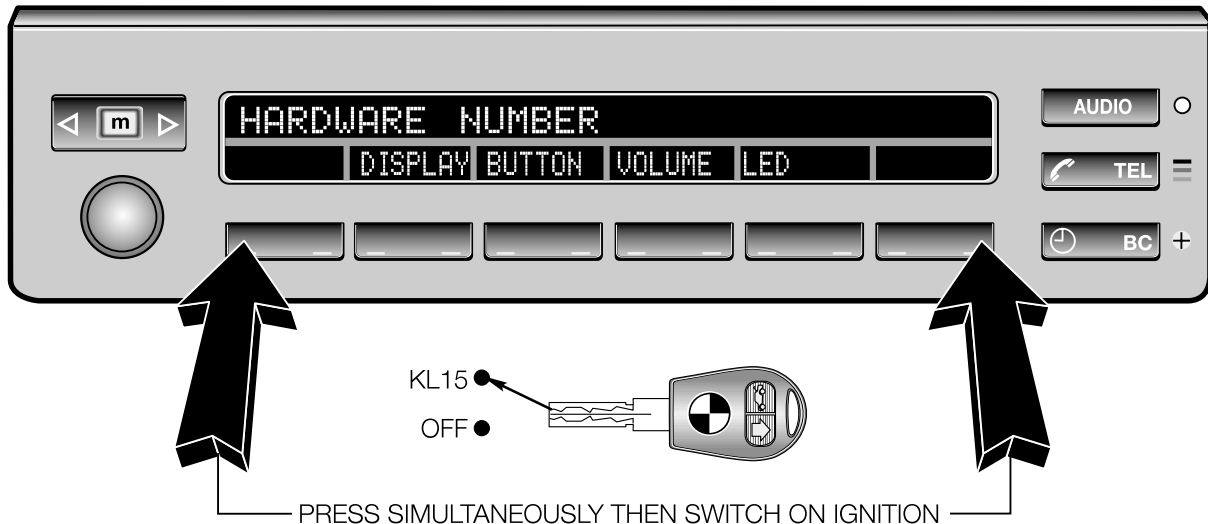 m
HARDWARE NUMBER
DISPLAY BUTTON VOLUME LED
AUDIO
TEL
BC
KL15
OFF
PRESS SIMULTANEOUSLY THEN SWITCH ON IGNITION